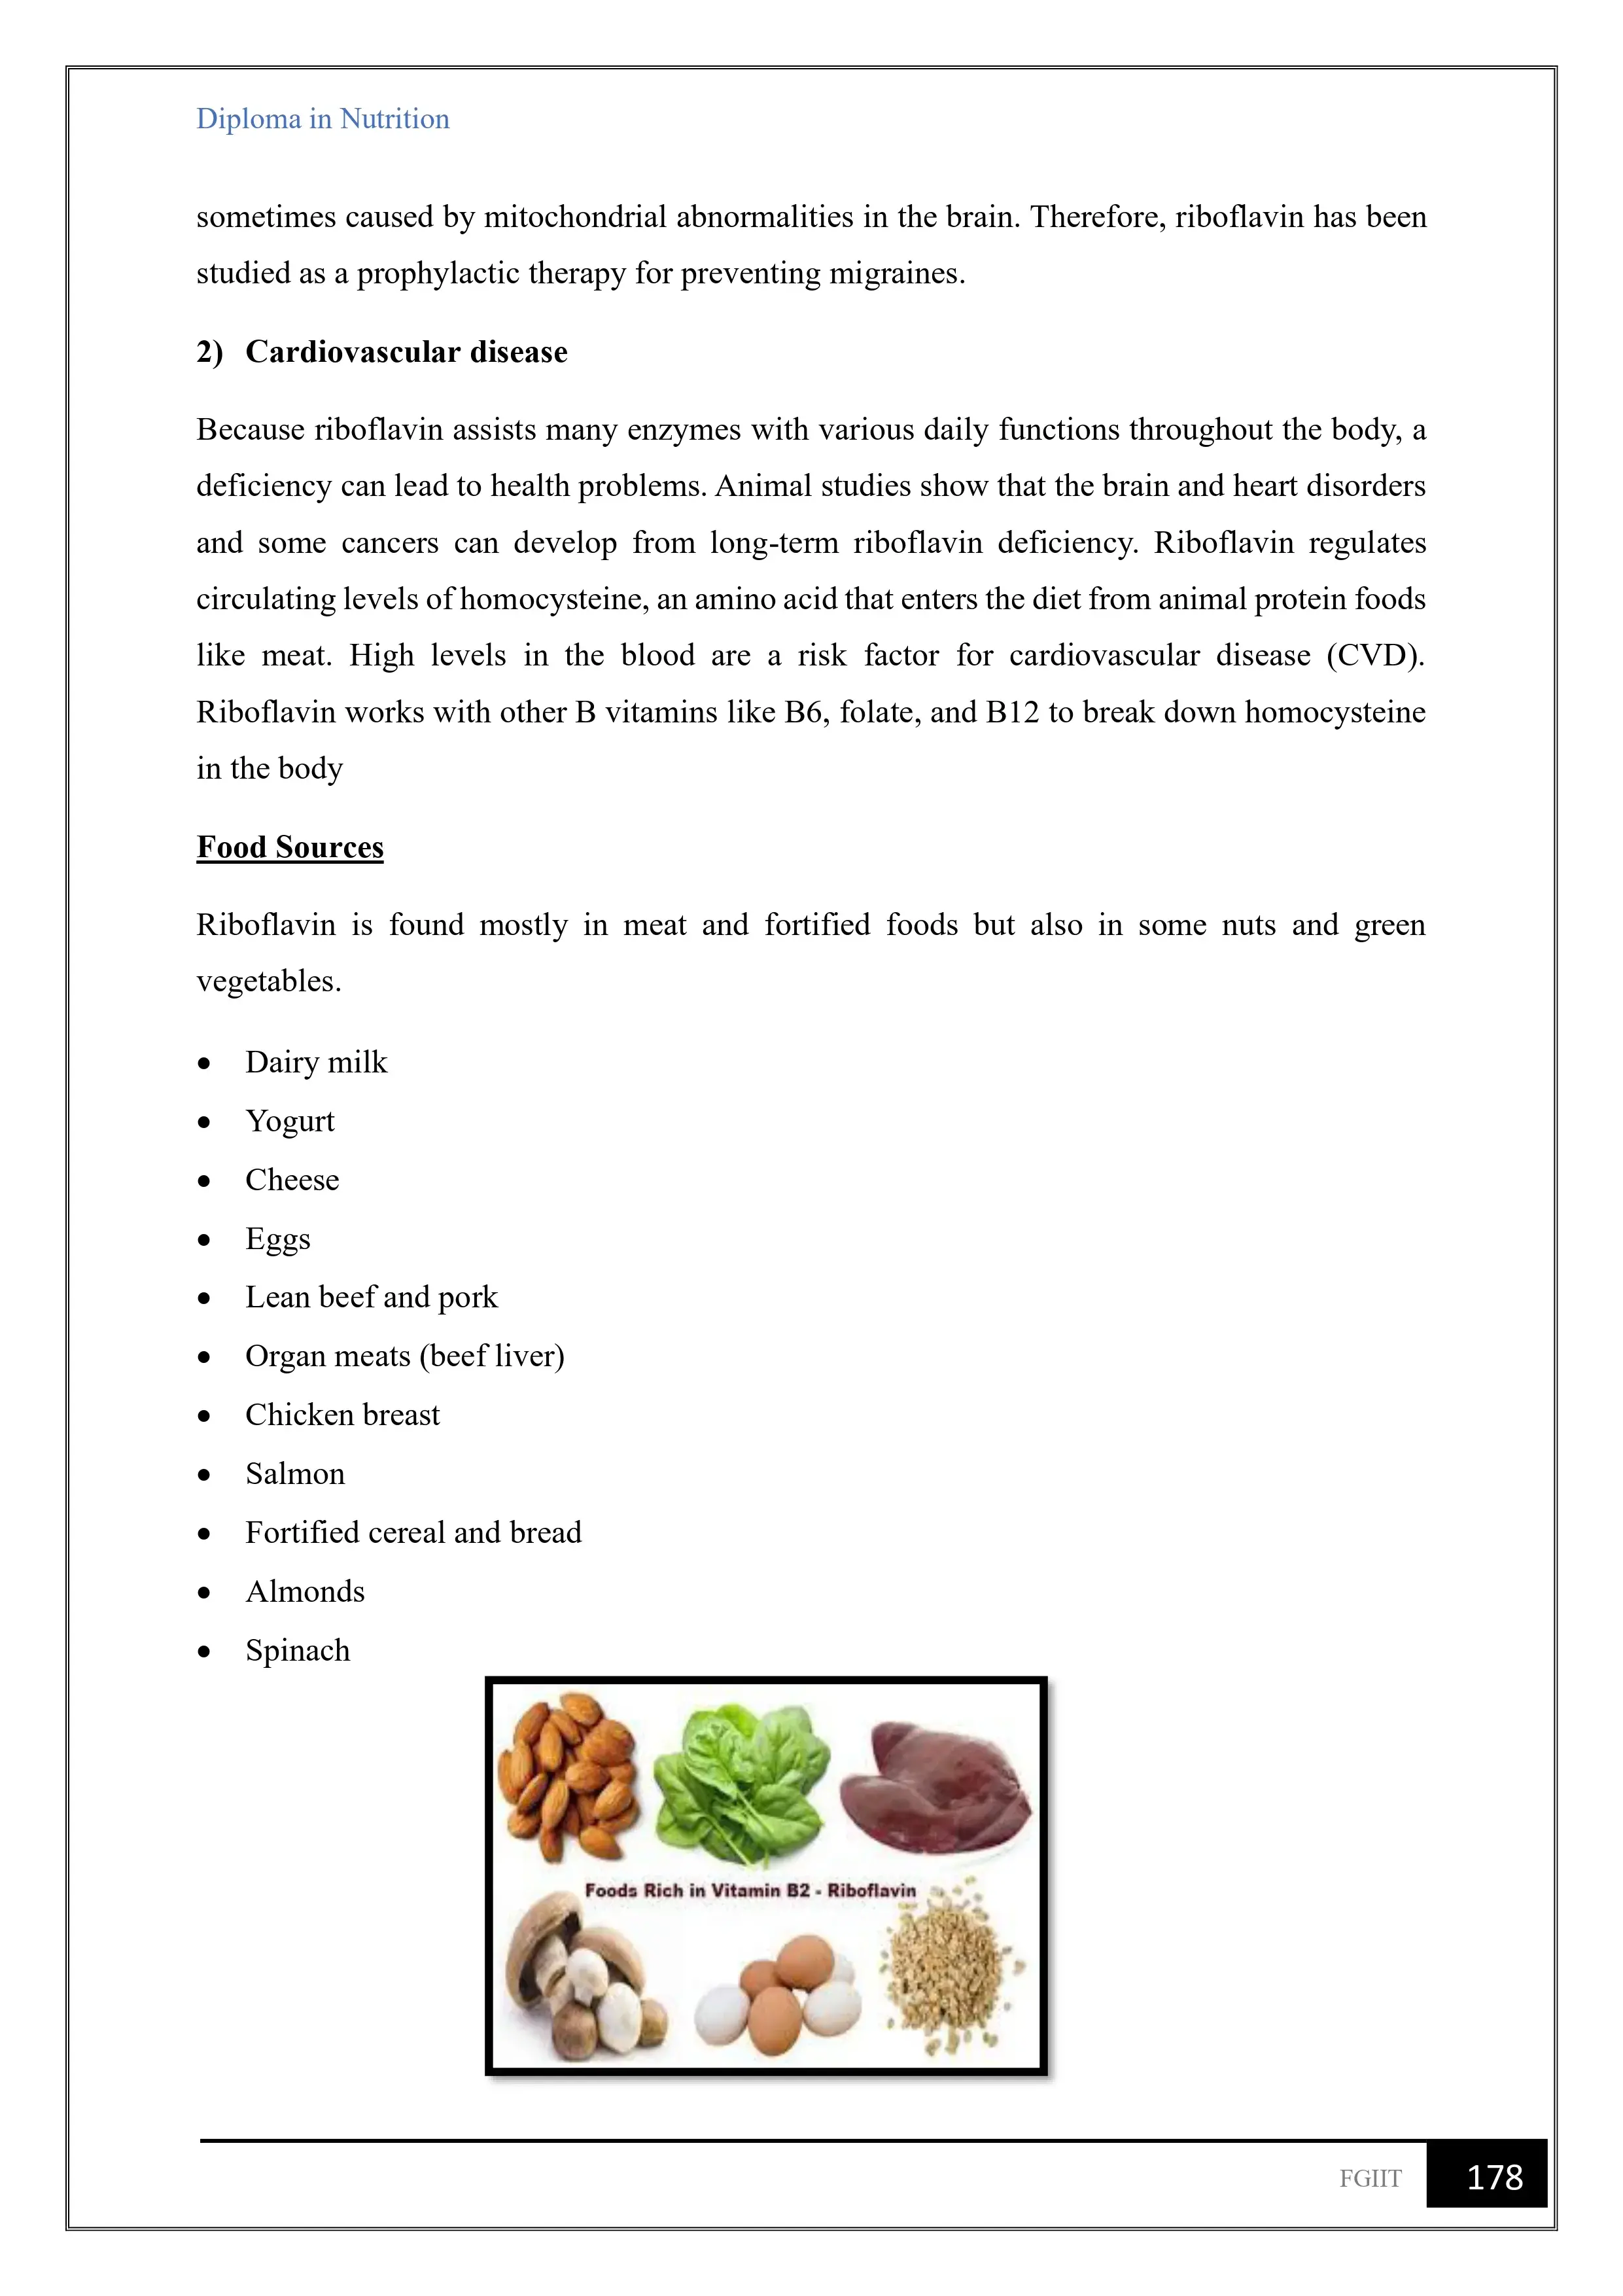 Diploma in Nutrition
sometimes caused by mitochondrial abnormalities in the brain. Therefore, riboflavin has been
studied as a prophylactic therapy for preventing migraines.
2) Cardiovascular disease
Because riboflavin assists many enzymes with various daily functions throughout the body, a
deficiency can lead to health problems. Animal studies show that the brain and heart disorders
and some cancers can develop from long-term riboflavin deficiency. Riboflavin regulates
circulating levels of homocysteine, an amino acid that enters the diet from animal protein foods
like meat. High levels in the blood are a risk factor for cardiovascular disease (CVD).
Riboflavin works with other B vitamins like B6, folate, and B12 to break down homocysteine
in the body
Food Sources
Riboflavin is found mostly in meat and fortified foods but also in some nuts and green
vegetables.
• Dairy milk
• Yogurt
• Cheese
• Eggs
• Lean beef and pork
• Organ meats (beef liver)
• Chicken breast
• Salmon
• Fortified cereal and bread
• Almonds
• Spinach
Foods Rich in Vitamin B2 - Riboflavin
FGIIT 178